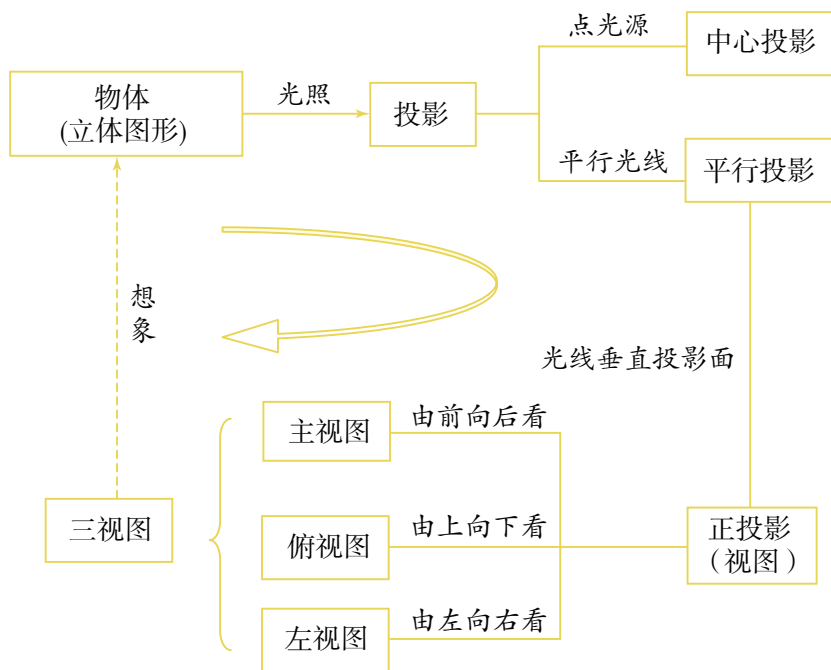 点光源
中心投影
物体
(立体图形)
光照
投影
平行光线
平行投影
想
象
光线垂直投影面
主视图
由前向后看
三视图
俯视图
由上向下看
正投影
（视图）
左视图
由左向右看